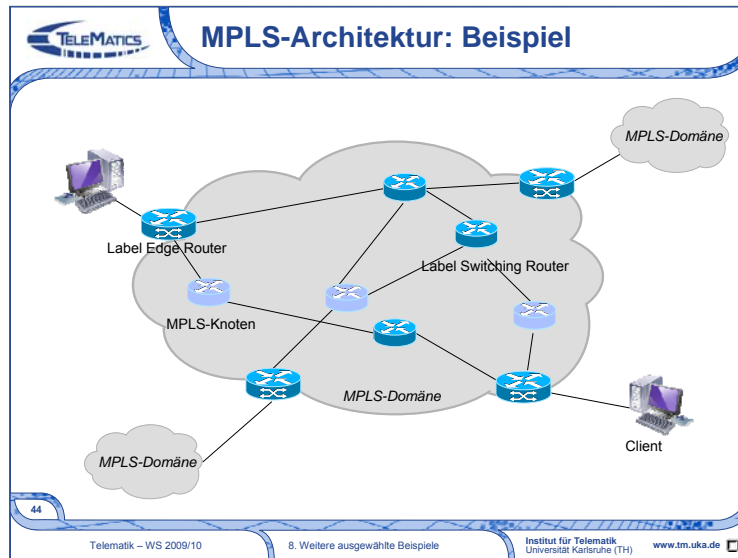 TELEMATICS
MPLS-Architektur: Beispiel
MPLS-Domäne
Label Edge Router
Label Switching Router
MPLS-Knoten
MPLS-Domäne
Client
MPLS-Domäne
44
Telematik – WS 2009/10
8. Weitere ausgewählte Beispiele
Institut für Telematik
Universität Karlsruhe (TH)
www.tm.uka.de